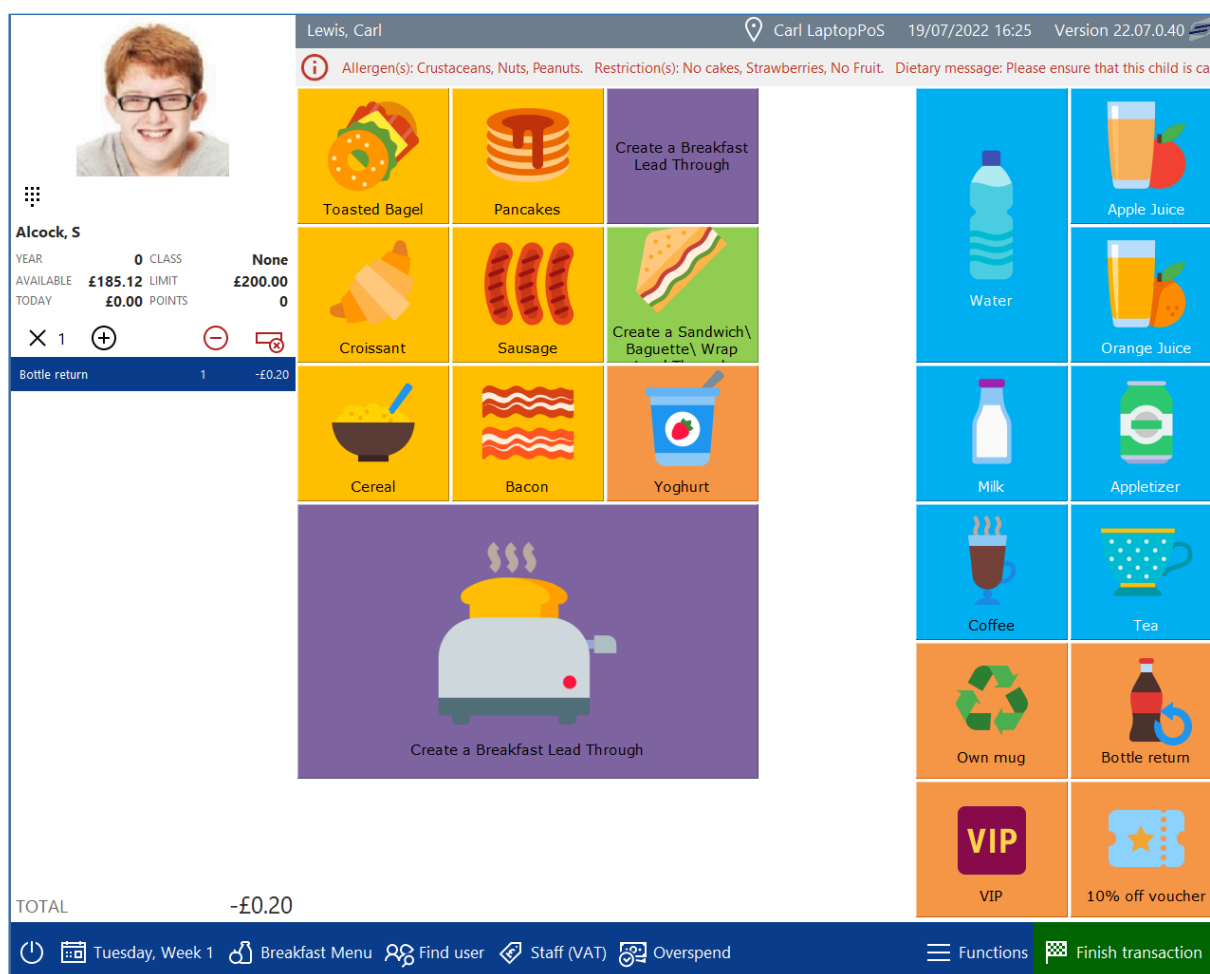 Lewis, Carl
Carl LaptopPoS
19/07/2022 16:25
Version 22.07.0.40
Allergen(s): Crustaceans, Nuts, Peanuts. Restriction(s): No cakes, Strawberries, No Fruit. Dietary message: Please ensure that this child is ca
Alcock, S
YEAR 0 CLASS None
AVAILABLE £185.12 LIMIT £200.00
TODAY £0.00 POINTS 0
1
Bottle return 1 -£0.20
TOTAL -£0.20
Toasted Bagel
Pancakes
Create a Breakfast
Lead Through
Croissant
Sausage
Create a Sandwich\
Baguette\ Wrap
Cereal
Bacon
Yoghurt
Create a Breakfast Lead Through
Water
Apple Juice
Orange Juice
Milk
Appletizer
Coffee
Tea
Own mug
Bottle return
VIP
VIP
10% off voucher
Tuesday, Week 1
Breakfast Menu
Find user
Staff (VAT)
Overspend
Functions
Finish transaction